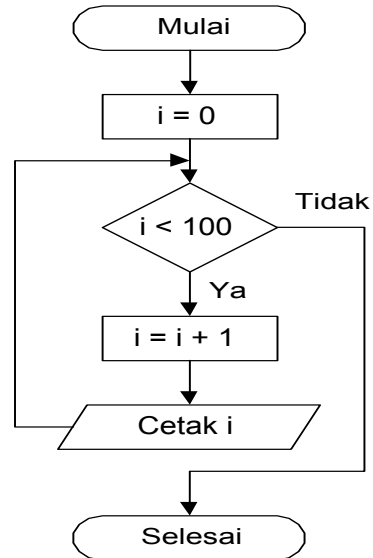 Mulai
i = 0
i < 100
Tidak
Ya
i = i + 1
Cetak i
Selesai